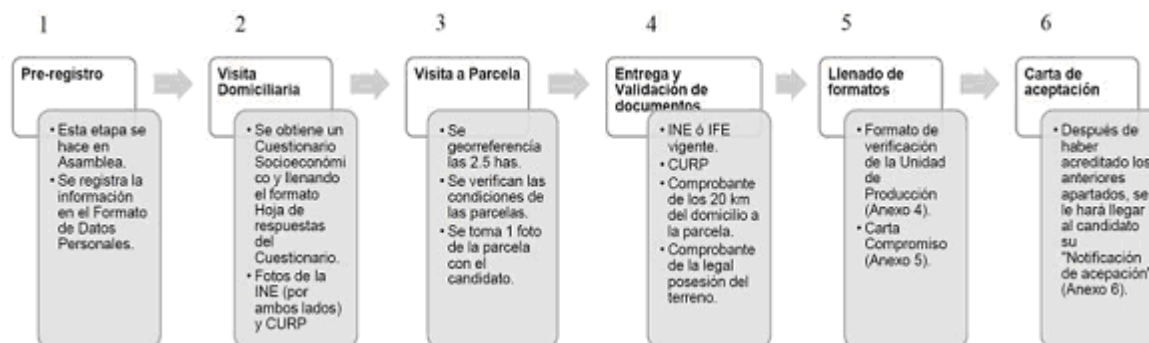 1
2
3
4
5
6
Pre-registro
• Esta etapa se
hace en
Asamblea.
• Se registra la
información
en el Formato
de Datos
Personales.
Visita
Domiciliaria
• Se obtiene un
Cuestionario
Socioeconómi
co y llenando
el formato
Hoja de
respuestas
del
Cuestionario.
• Fotos de la
INE (por
ambos lados)
y CURP
Visita a Parcela
• Se
georreferencía
las 2.5 has.
• Se verifican las
condiciones de
las parcelas.
• Se toma 1 foto
de la parcela
con el
candidato.
Entrega y
Validación de
documentos
• INE ó IFE
vigente.
• CURP
• Comprobante
de los 20 km
del domicilio a
la parcela.
• Comprobante
de la legal
posesión del
terreno.
Llenado de
formatos
• Formato de
verificación
de la Unidad
de
Producción
(Anexo 4).
• Carta
Compromiso
(Anexo 5).
Carta de
aceptación
• Después de
haber
acreditado los
anteriores
apartados, se
le hará llegar
al candidato
su
"Notificación
de acepación"
(Anexo 6).